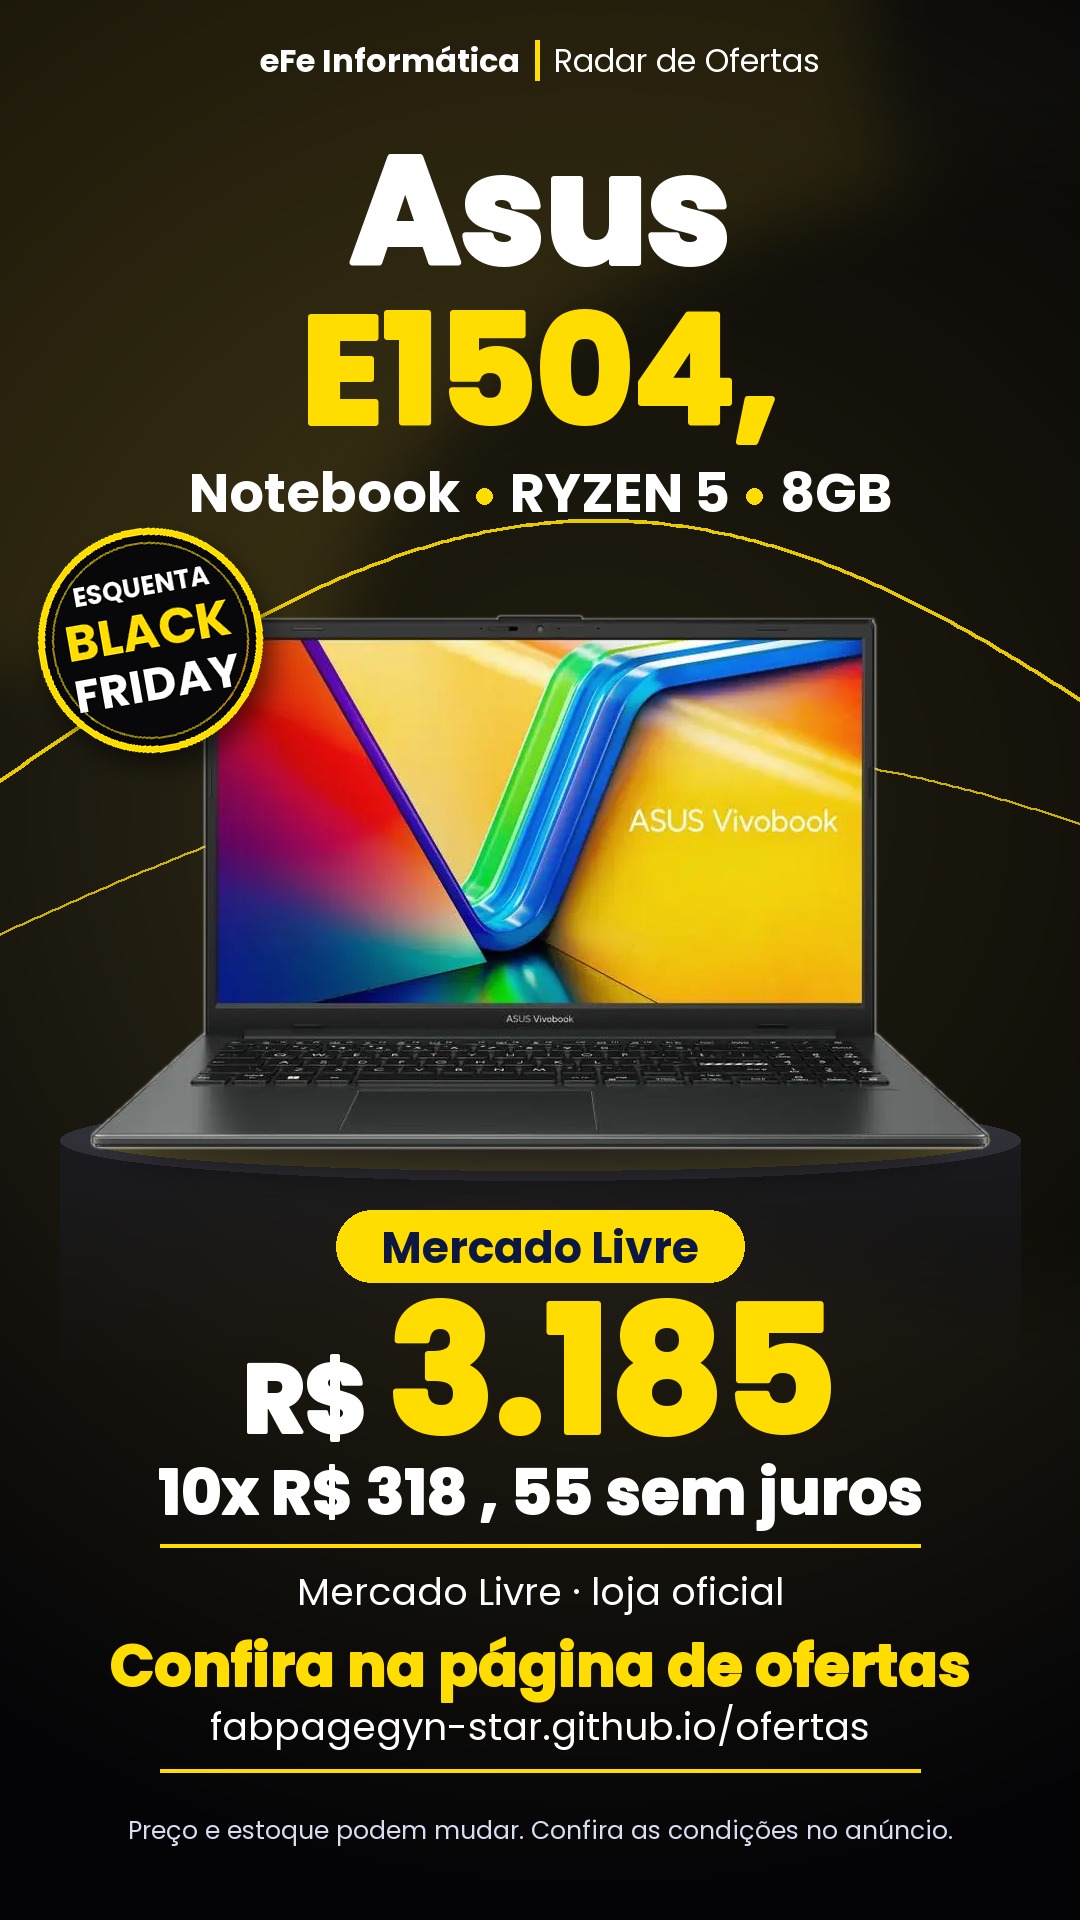 eFe Informática | Radar de Ofertas
Asus
E1504,
Notebook • RYZEN 5 • 8GB
ESQUENTA
BLACK
FRIDAY
ASUS Vivobook
ASUS Vivobook
Mercado Livre
R$ 3.185
10x R$ 318 , 55 sem juros
Mercado Livre · loja oficial
Confira na página de ofertas
fabpagegyn-star.github.io/ofertas
Preço e estoque podem mudar. Confira as condições no anúncio.